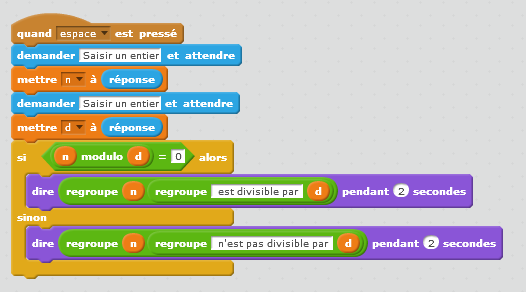 quand espace est pressé
demander Saisir un entier et attendre
mettre n à réponse
demander Saisir un entier et attendre
mettre d à réponse
si n modulo d = 0 alors
dire regroupe n regroupe est divisible par d pendant 2 secondes
sinon
dire regroupe n regroupe n'est pas divisible par d pendant 2 secondes